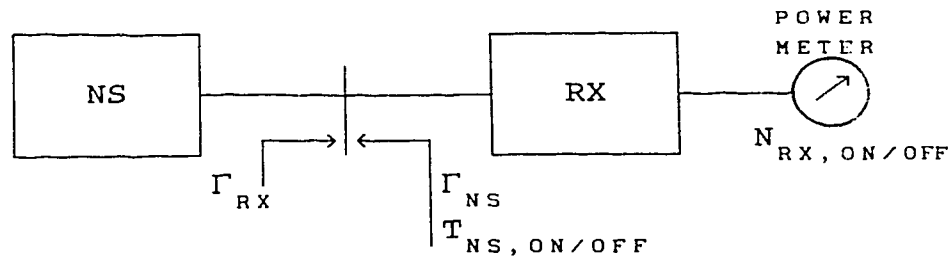 POWER
METER
NS
RX
N RX, ON/OFF
Γ RX
Γ NS
T NS, ON/OFF